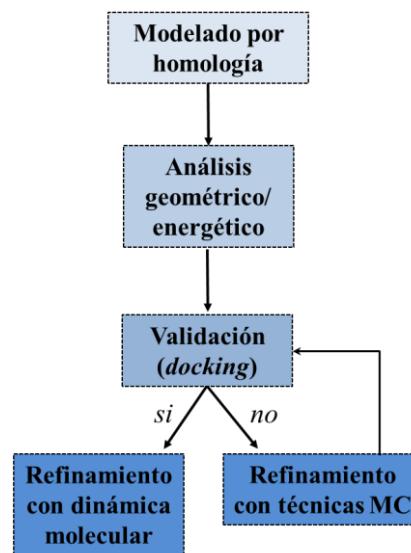 Modelado por
homología
Análisis
geométrico/
energético
Validación
(docking)
si
no
Refinamiento
con dinámica
molecular
Refinamiento
con técnicas MC